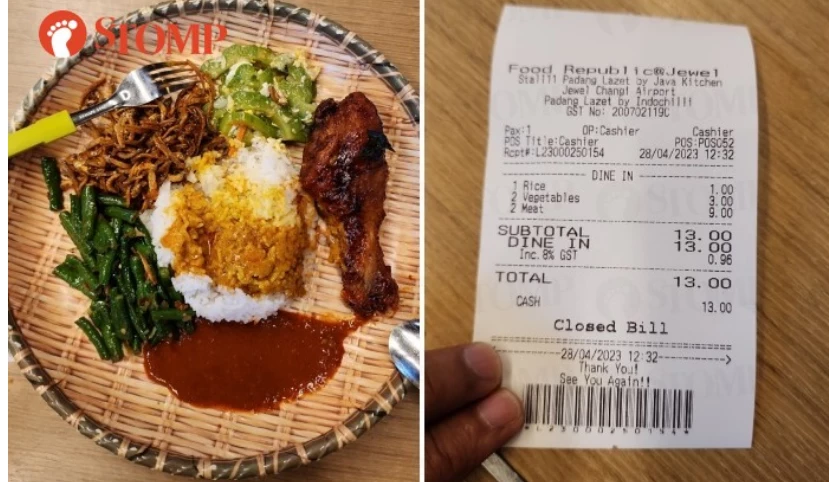 STOMP
Food Republic@Jewel
Stall11 Padang Lazet by Java Kitchen
Jewel Changi Airport
Padang Lazet by Indochilli
GST No: 200702119C
Pax:1 OP:Cashier Cashier
POS Title:Cashier POS:POS052
Rcpt#:L23000250154 28/04/2023 12:32
DINE IN
1 Rice 1.00
2 Vegetables 3.00
2 Meat 9.00
SUBTOTAL 13.00
DINE IN 13.00
Inc.8% GST 0.96
TOTAL 13.00
CASH 13.00
Closed Bill
28/04/2023 12:32
Thank You!
See You Again!!
*L23000250154*